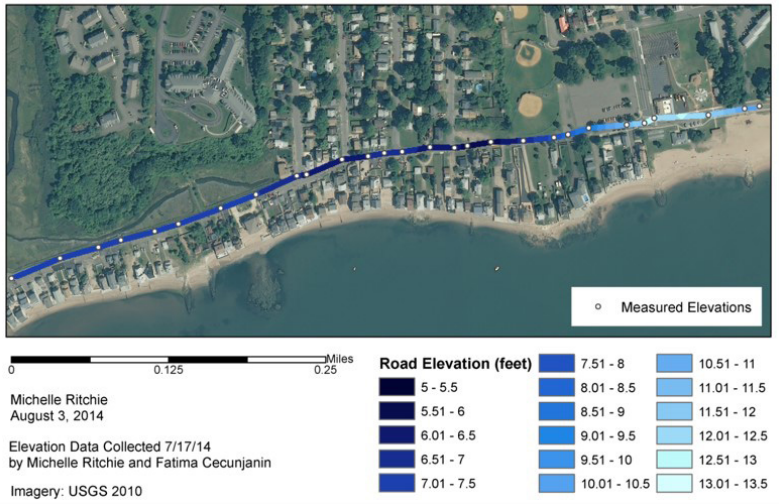 Measured Elevations
0 0.125 0.25 Miles
Michelle Ritchie
August 3, 2014
Elevation Data Collected 7/17/14
by Michelle Ritchie and Fatima Cecunjanin
Imagery: USGS 2010
Road Elevation (feet)
5 - 5.5
5.51 - 6
6.01 - 6.5
6.51 - 7
7.01 - 7.5
7.51 - 8
8.01 - 8.5
8.51 - 9
9.01 - 9.5
9.51 - 10
10.01 - 10.5
10.51 - 11
11.01 - 11.5
11.51 - 12
12.01 - 12.5
12.51 - 13
13.01 - 13.5